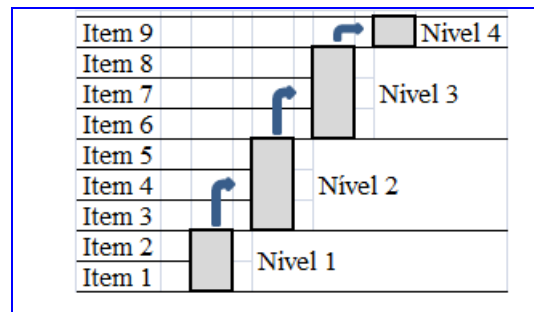 Item 9 Nivel 4
Item 8
Item 7 Nivel 3
Item 6
Item 5
Item 4 Nível 2
Item 3
Item 2
Nivel 1
Item 1